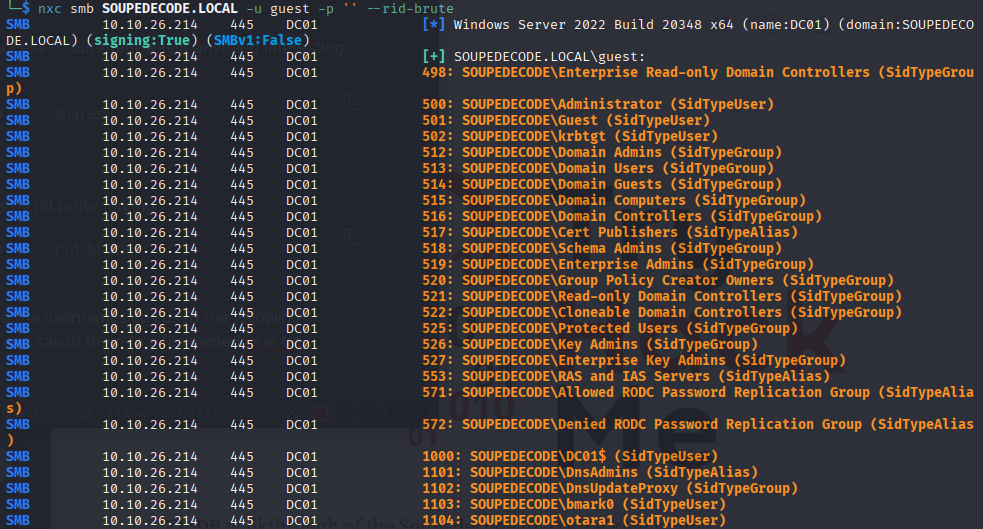 └─$ nxc smb SOUPEDECODE.LOCAL -u guest -p '' --rid-brute
SMB 10.10.26.214 445 DC01 [*] Windows Server 2022 Build 20348 x64 (name:DC01) (domain:SOUPEDECO
DE.LOCAL) (signing:True) (SMBv1:False)
SMB 10.10.26.214 445 DC01 [+] SOUPEDECODE.LOCAL\guest:
SMB 10.10.26.214 445 DC01 498: SOUPEDECODE\Enterprise Read-only Domain Controllers (SidTypeGrou
p)
SMB 10.10.26.214 445 DC01 500: SOUPEDECODE\Administrator (SidTypeUser)
SMB 10.10.26.214 445 DC01 501: SOUPEDECODE\Guest (SidTypeUser)
SMB 10.10.26.214 445 DC01 502: SOUPEDECODE\krbtgt (SidTypeUser)
SMB 10.10.26.214 445 DC01 512: SOUPEDECODE\Domain Admins (SidTypeGroup)
SMB 10.10.26.214 445 DC01 513: SOUPEDECODE\Domain Users (SidTypeGroup)
SMB 10.10.26.214 445 DC01 514: SOUPEDECODE\Domain Guests (SidTypeGroup)
SMB 10.10.26.214 445 DC01 515: SOUPEDECODE\Domain Computers (SidTypeGroup)
SMB 10.10.26.214 445 DC01 516: SOUPEDECODE\Domain Controllers (SidTypeGroup)
SMB 10.10.26.214 445 DC01 517: SOUPEDECODE\Cert Publishers (SidTypeAlias)
SMB 10.10.26.214 445 DC01 518: SOUPEDECODE\Schema Admins (SidTypeGroup)
SMB 10.10.26.214 445 DC01 519: SOUPEDECODE\Enterprise Admins (SidTypeGroup)
SMB 10.10.26.214 445 DC01 520: SOUPEDECODE\Group Policy Creator Owners (SidTypeGroup)
SMB 10.10.26.214 445 DC01 521: SOUPEDECODE\Read-only Domain Controllers (SidTypeGroup)
SMB 10.10.26.214 445 DC01 522: SOUPEDECODE\Cloneable Domain Controllers (SidTypeGroup)
SMB 10.10.26.214 445 DC01 525: SOUPEDECODE\Protected Users (SidTypeGroup)
SMB 10.10.26.214 445 DC01 526: SOUPEDECODE\Key Admins (SidTypeGroup)
SMB 10.10.26.214 445 DC01 527: SOUPEDECODE\Enterprise Key Admins (SidTypeGroup)
SMB 10.10.26.214 445 DC01 553: SOUPEDECODE\RAS and IAS Servers (SidTypeAlias)
SMB 10.10.26.214 445 DC01 571: SOUPEDECODE\Allowed RODC Password Replication Group (SidTypeAlia
s)
SMB 10.10.26.214 445 DC01 572: SOUPEDECODE\Denied RODC Password Replication Group (SidTypeAlias
)
SMB 10.10.26.214 445 DC01 1000: SOUPEDECODE\DC01$ (SidTypeUser)
SMB 10.10.26.214 445 DC01 1101: SOUPEDECODE\DnsAdmins (SidTypeAlias)
SMB 10.10.26.214 445 DC01 1102: SOUPEDECODE\DnsUpdateProxy (SidTypeGroup)
SMB 10.10.26.214 445 DC01 1103: SOUPEDECODE\bmark0 (SidTypeUser)
SMB 10.10.26.214 445 DC01 1104: SOUPEDECODE\otara1 (SidTypeUser)